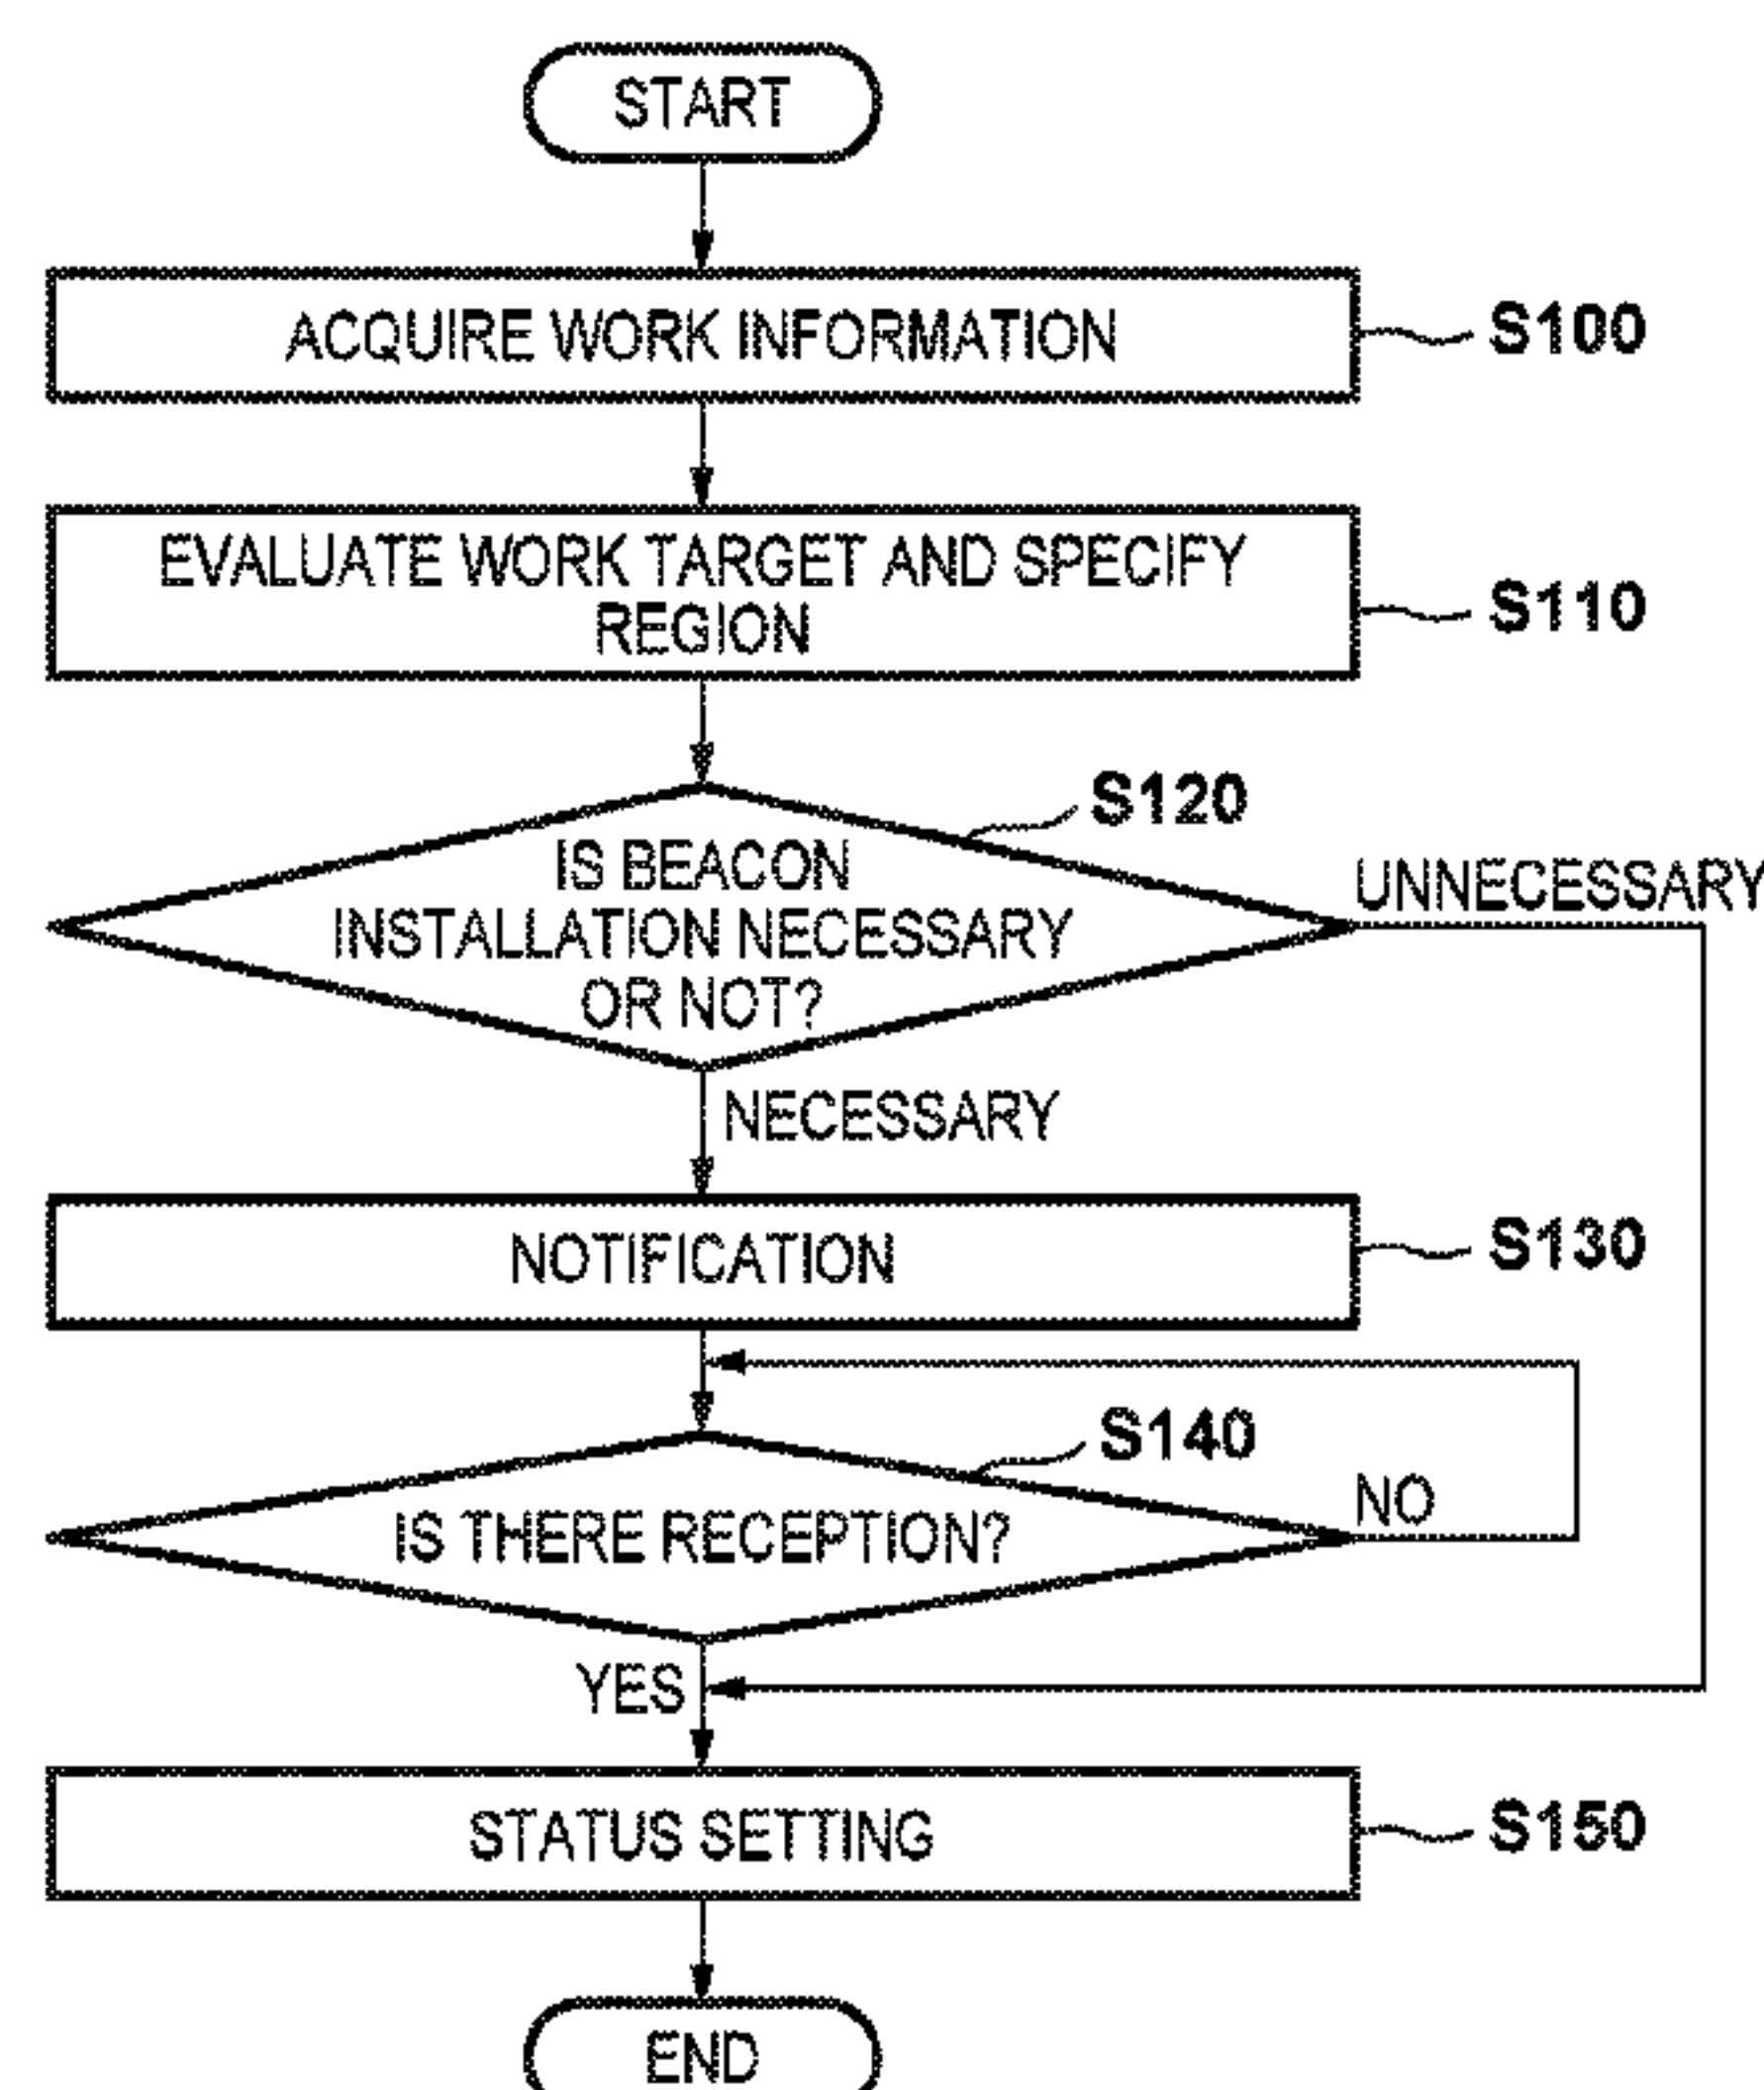 START
ACQUIRE WORK INFORMATION
S100
EVALUATE WORK TARGET AND SPECIFY
REGION
S110
S120
IS BEACON
INSTALLATION NECESSARY
OR NOT?
UNNECESSARY
NECESSARY
NOTIFICATION
S130
S140
IS THERE RECEPTION?
NO
YES
STATUS SETTING
S150
END